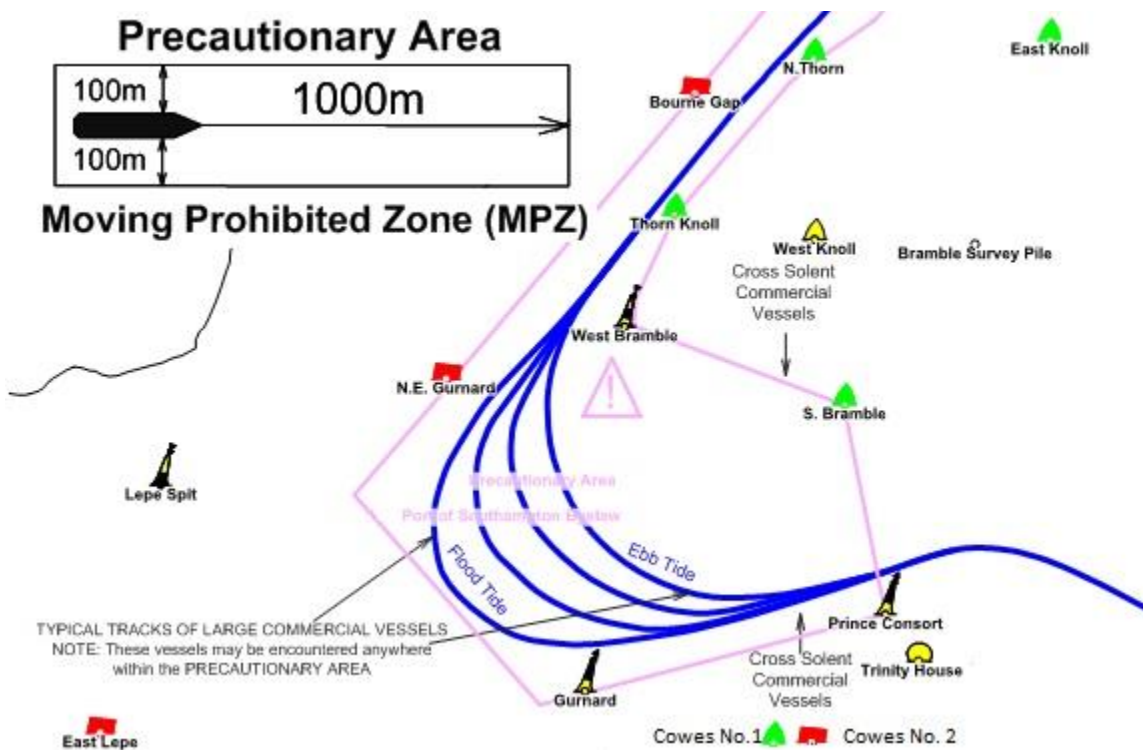 Precautionary Area
100m
1000m
100m
Moving Prohibited Zone (MPZ)
N.Thorn
East Knoll
Bourne Gap
Thorn Knoll
West Knoll
Bramble Survey Pile
Cross Solent
Commercial
Vessels
West Bramble
N.E. Gurnard
!
S. Bramble
Lepe Spit
Precautionary Area
Port of Southampton Byelaw
Ebb Tide
Flood Tide
TYPICAL TRACKS OF LARGE COMMERCIAL VESSELS
NOTE: These vessels may be encountered anywhere
within the PRECAUTIONARY AREA
Prince Consort
Cross Solent
Commercial
Vessels
Trinity House
Gurnard
East Lepe
Cowes No.1
Cowes No. 2